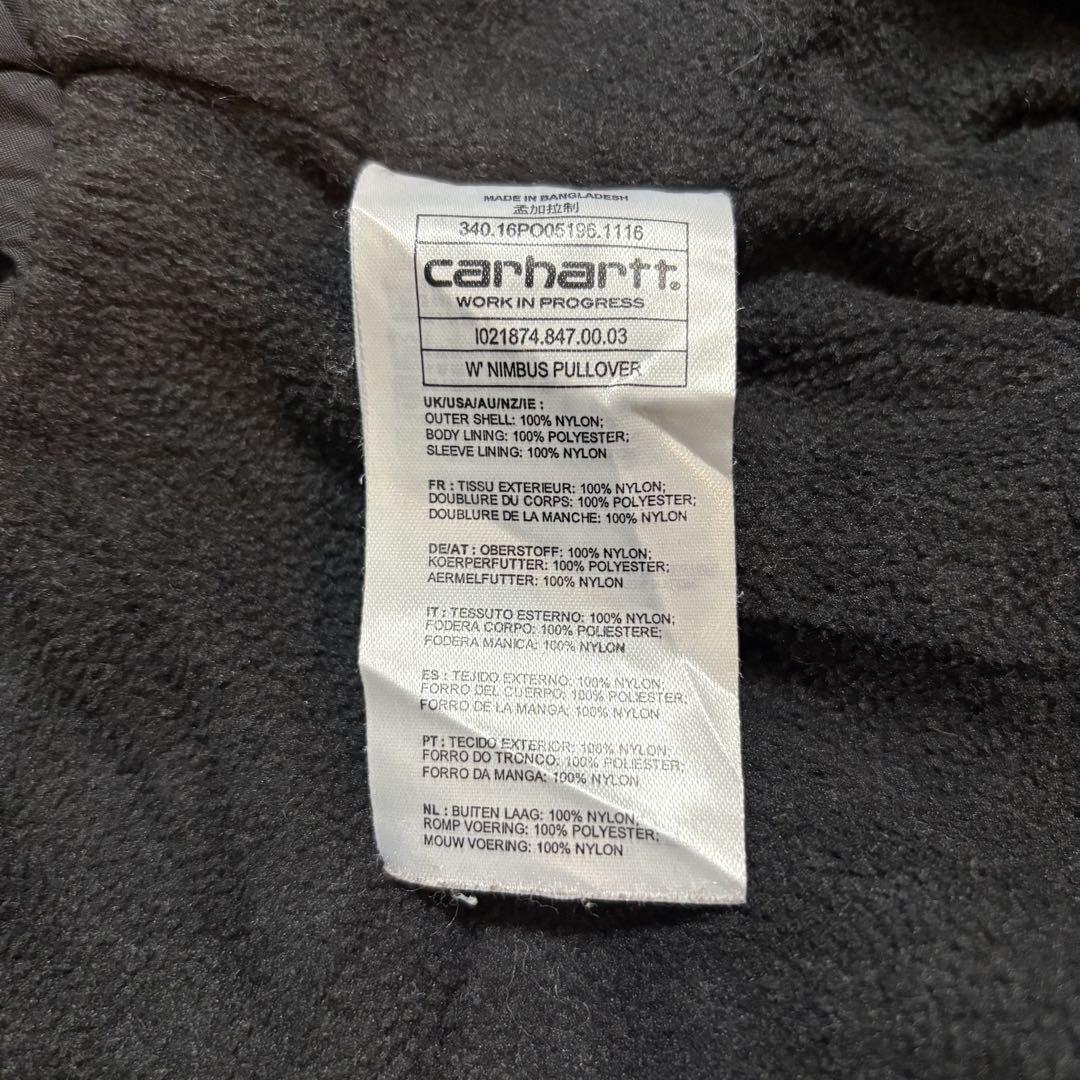 MADE IN BANGLADESH
孟加拉制
340.16PO05196.1116
carhartt®
WORK IN PROGRESS
I021874.847.00.03
W' NIMBUS PULLOVER
UK/USA/AU/NZ/IE :
OUTER SHELL: 100% NYLON;
BODY LINING: 100% POLYESTER;
SLEEVE LINING: 100% NYLON
FR : TISSU EXTERIEUR: 100% NYLON;
DOUBLURE DU CORPS: 100% POLYESTER;
DOUBLURE DE LA MANCHE: 100% NYLON
DE/AT : OBERSTOFF: 100% NYLON;
KOERPERFUTTER: 100% POLYESTER;
AERMELFUTTER: 100% NYLON
IT : TESSUTO ESTERNO: 100% NYLON;
FODERA CORPO: 100% POLIESTERE;
FODERA MANICA: 100% NYLON
ES : TEJIDO EXTERNO: 100% NYLON;
FORRO DEL CUERPO: 100% POLIESTER,
FORRO DE LA MANGA: 100% NYLON
PT : TECIDO EXTERIOR: 100% NYLON;
FORRO DO TRONCO: 100% POLIESTER;
FORRO DA MANGA: 100% NYLON
NL : BUITEN LAAG: 100% NYLON;
ROMP VOERING: 100% POLYESTER;
MOUW VOERING: 100% NYLON